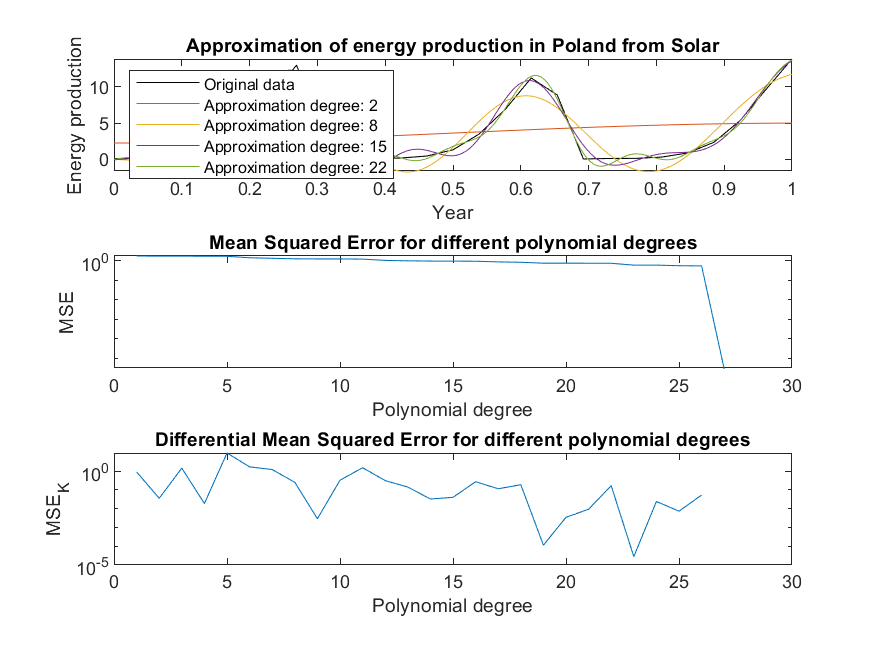 Approximation of energy production in Poland from Solar
Energy production
10
5
0
Original data
Approximation degree: 2
Approximation degree: 8
Approximation degree: 15
Approximation degree: 22
0 0.1 0.2 0.3 0.4 0.5 0.6 0.7 0.8 0.9 1
Year
Mean Squared Error for different polynomial degrees
MSE
10^0
0 5 10 15 20 25 30
Polynomial degree
Differential Mean Squared Error for different polynomial degrees
MSE_K
10^0
10^-5
0 5 10 15 20 25 30
Polynomial degree